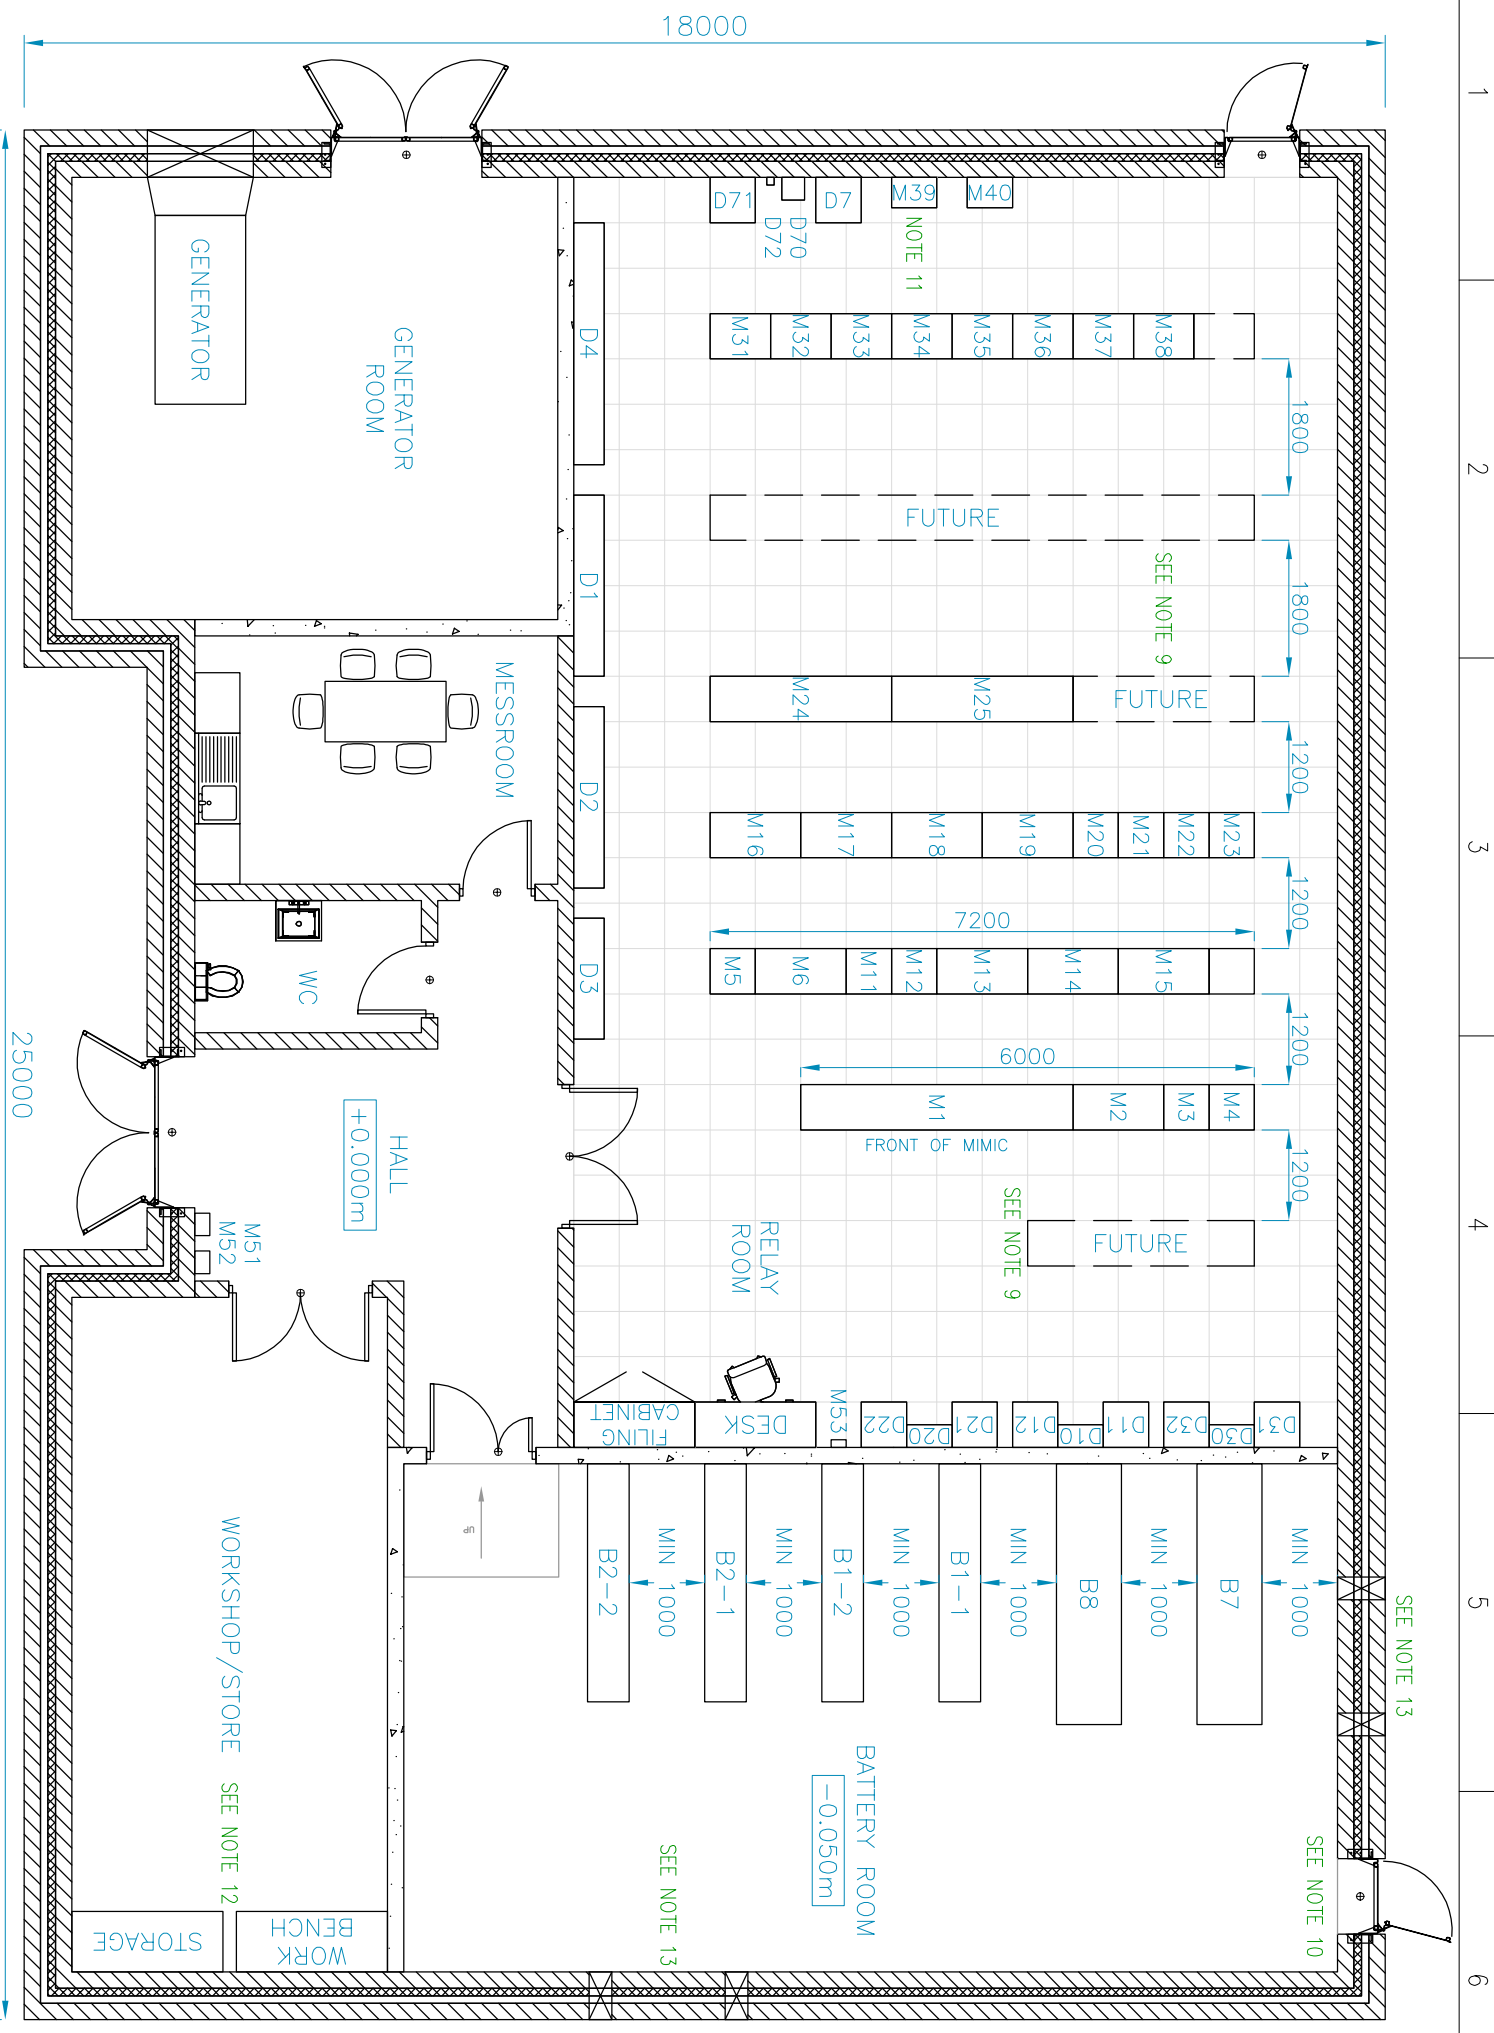 1
2
3
4
5
6
18000
25000
D71
D72
D70
D7
M39
M40
NOTE 11
GENERATOR
GENERATOR
ROOM
D4
M31
M32
M33
M34
M35
M36
M37
M38
1800
FUTURE
SEE NOTE 9
1800
D1
MESSROOM
D2
M24
M25
FUTURE
1200
M16
M17
M18
M19
M20
M21
M22
M23
1200
7200
WC
D3
M5
M6
M11
M12
M13
M14
M15
1200
6000
M1
M2
M3
M4
FRONT OF MIMIC
1200
HALL
+0.000m
M51
M52
RELAY
ROOM
SEE NOTE 9
FUTURE
FILING
CABINET
DESK
M53
D22
D20
D21
D12
D10
D11
D32
D30
D31
UP
WORKSHOP/STORE
SEE NOTE 12
B2-2
MIN 1000
B2-1
MIN 1000
B1-2
MIN 1000
B1-1
MIN 1000
B8
MIN 1000
B7
MIN 1000
SEE NOTE 13
BATTERY ROOM
-0.050m
SEE NOTE 13
SEE NOTE 10
STORAGE
WORK
BENCH